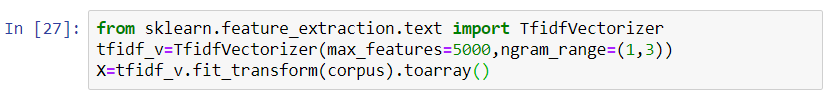 In [27]: from sklearn.feature_extraction.text import TfidfVectorizer
tfidf_v=TfidfVectorizer(max_features=5000,ngram_range=(1,3))
X=tfidf_v.fit_transform(corpus).toarray()